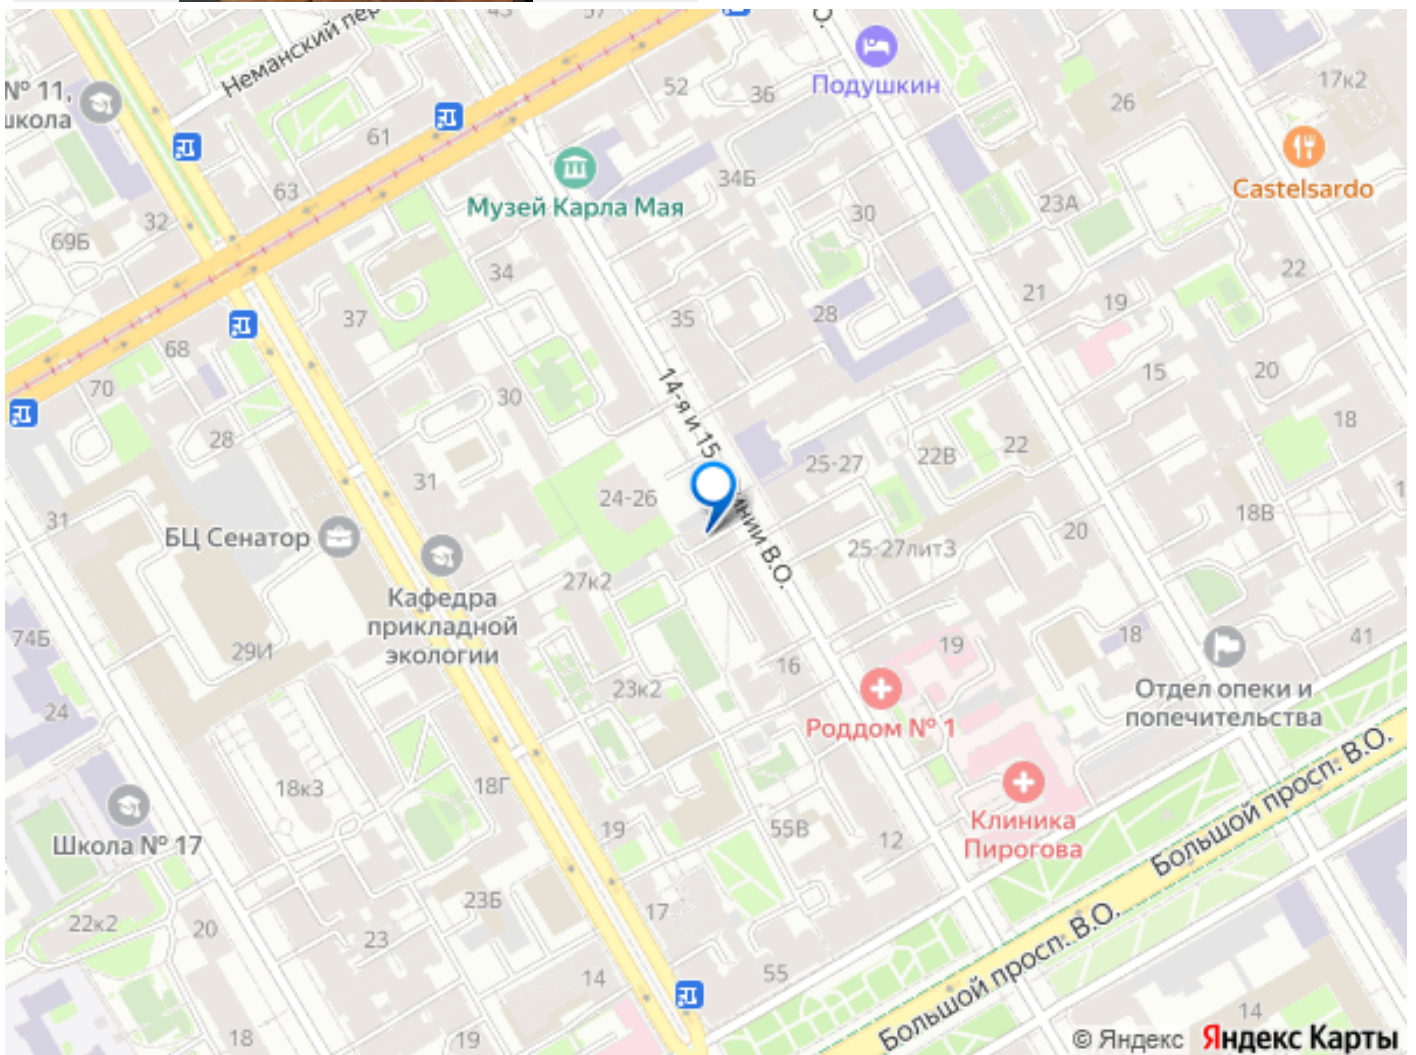 Неманский пер
57
№ 11,
школа
52
36
Подушкин
26
17к2
61
Castelsardo
63
Музей Карла Мая
34Б
30
23А
32
69Б
34
22
21
19
28
37
35
68
15
20
70
30
14-я и 15
инии В.О.
18
28
22В
22
25-27
31
24-26
31
18В
БЦ Сенатор
20
25-27лит3
27к2
Кафедра
прикладной
экологии
74Б
29И
18
41
19
16
23к2
Отдел опеки и
попечительства
24
Роддом № 1
18к3
18Г
Школа № 17
19
55В
12
Клиника
Пирогова
Большой просп. В.О.
23Б
17
22к2
20
23
Большой просп. В.О.
14
55
14
18
19
© Яндекс Яндекс Карты